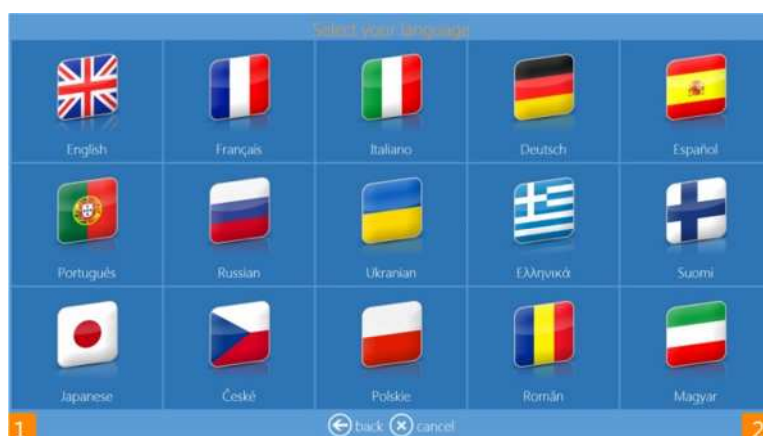 Select your language
English Français Italiano Deutsch Español
Português Russian Ukranian Ελληνικά Suomi
Japanese České Polskie Român Magyar
1 back cancel 2